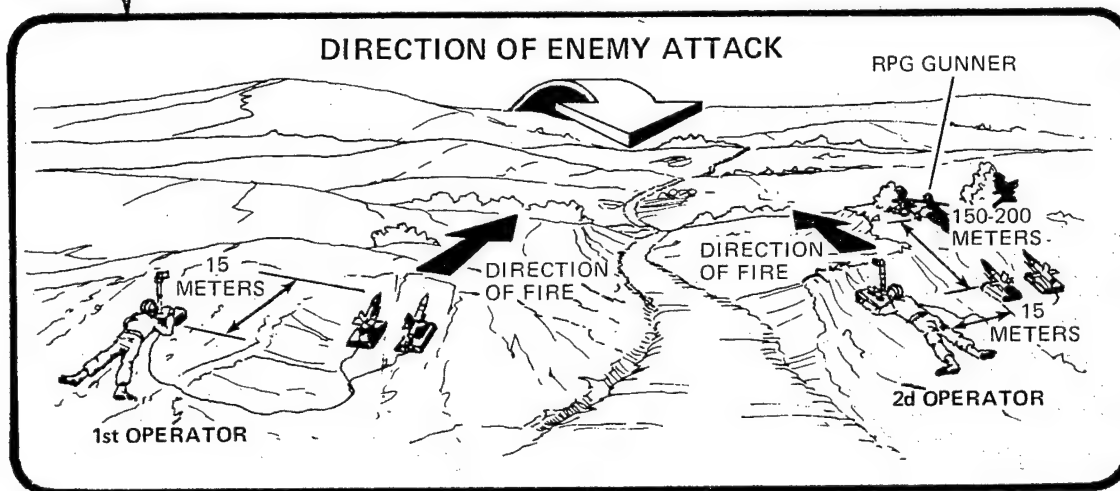 DIRECTION OF ENEMY ATTACK
RPG GUNNER
150-200
METERS
15
METERS
DIRECTION
OF FIRE
DIRECTION
OF FIRE
15
METERS
1st OPERATOR
2d OPERATOR